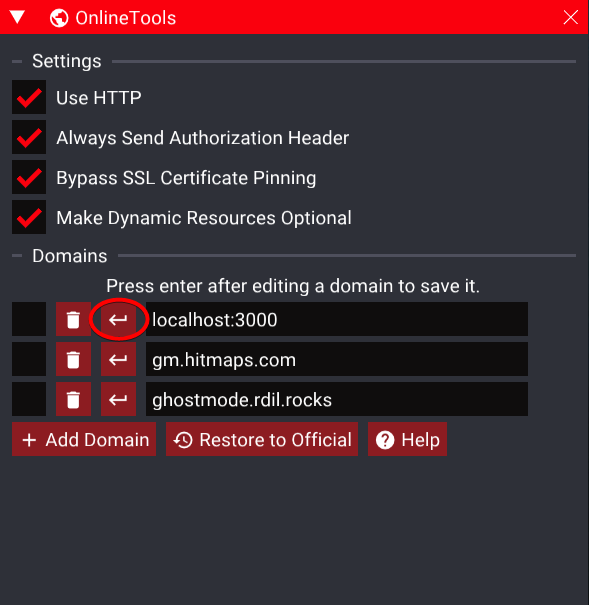 OnlineTools
Settings
Use HTTP
Always Send Authorization Header
Bypass SSL Certificate Pinning
Make Dynamic Resources Optional
Domains
Press enter after editing a domain to save it.
localhost:3000
gm.hitmaps.com
ghostmode.rdil.rocks
Add Domain Restore to Official Help